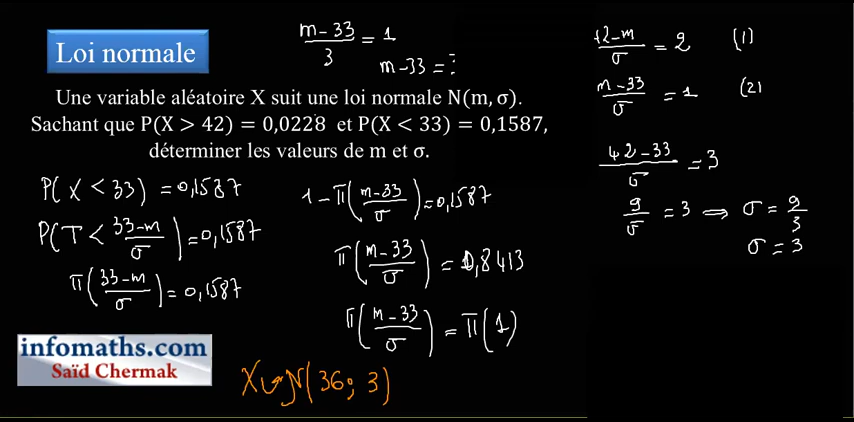 Loi normale
m-33/3 = 1
m-33 = ?
Une variable aléatoire X suit une loi normale N(m, σ).
Sachant que P(X > 42) = 0,0228 et P(X < 33) = 0,1587,
déterminer les valeurs de m et σ.
P(X < 33) = 0,1587
P(T < 33-m/σ) = 0,1587
π(33-m/σ) = 0,1587
1 - π(m-33/σ) = 0,1587
π(m-33/σ) = 0,8413
π(m-33/σ) = π(1)
42-m/σ = 2 (1)
m-33/σ = 1 (2)
42-33/σ = 3
9/σ = 3 ⟹ σ = 9/3
σ = 3
infomaths.com
Saïd Chermak
X ↝ N(36; 3)